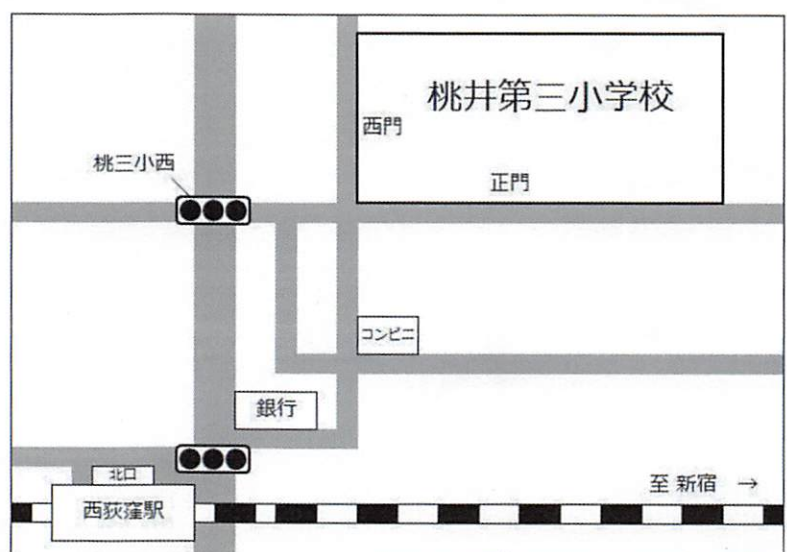 桃井第三小学校
西門
桃三小西
正門
コンビニ
銀行
北口
至 新宿 →
西荻窪駅